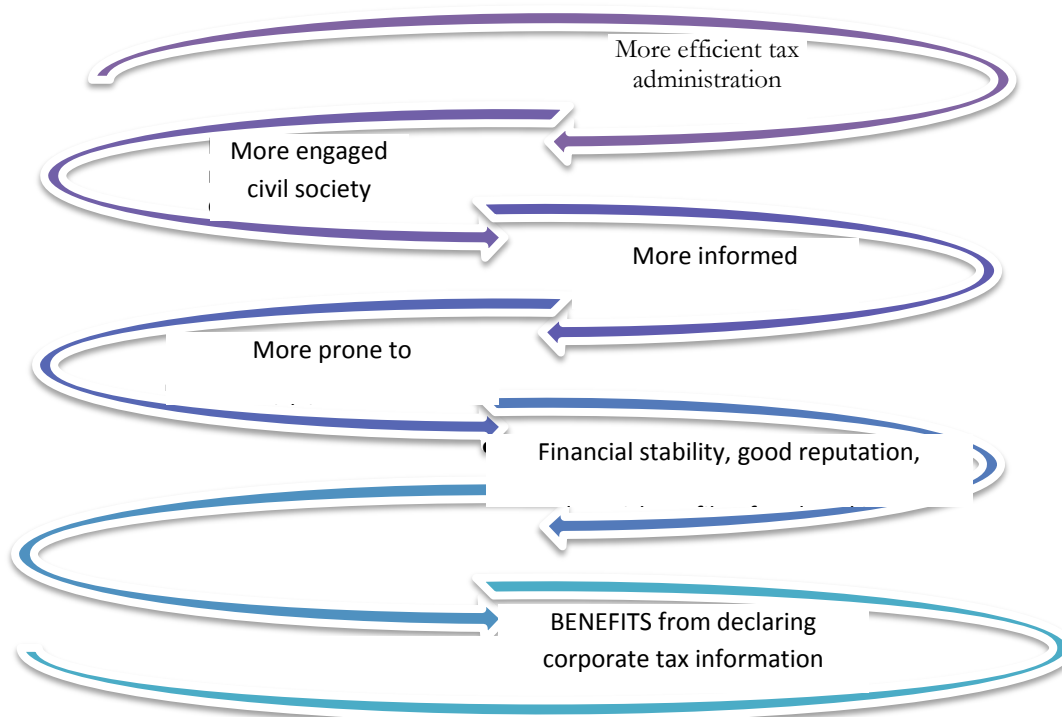 More efficient tax
administration
More engaged
civil society
More informed
More prone to
Financial stability, good reputation,
BENEFITS from declaring
corporate tax information